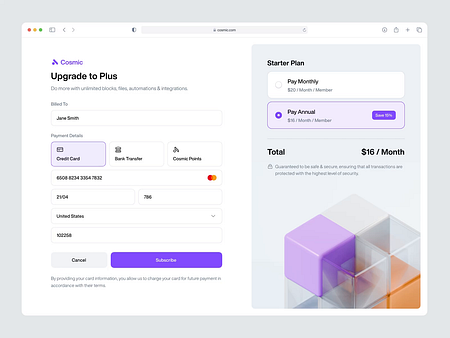 cosmic.com
Cosmic
Upgrade to Plus
Do more with unlimited blocks, files, automations & integrations.
Billed To
Jane Smith
Payment Details
Credit Card
Bank Transfer
Cosmic Points
6508 8234 3364 7832
21/04
786
United States
102258
Cancel
Subscribe
By providing your card information, you allow us to charge your card for future payment in
accordance with their terms.
Starter Plan
Pay Monthly
$20 / Month / Member
Pay Annual
$16 / Month / Member
Save 15%
Total
$16 / Month
Guaranteed to be safe & secure, ensuring that all transactions are
protected with the highest level of security.